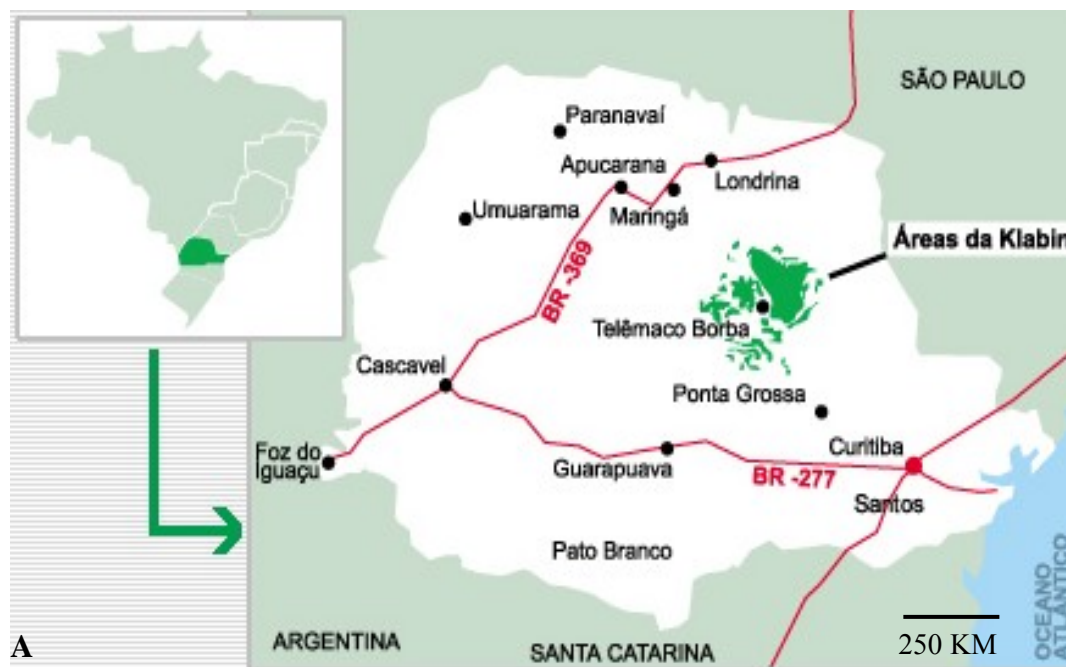 SÃO PAULO
Paranavaí
Apucarana
Londrina
Maringá
Umuarama
Áreas da Klabin
BR -369
Telêmaco Borba
Cascavel
Ponta Grossa
Foz do
Iguaçu
Curitiba
Guarapuava
BR -277
Santos
Pato Branco
OCEANO
ATLÂNTICO
A
ARGENTINA
SANTA CATARINA
250 KM